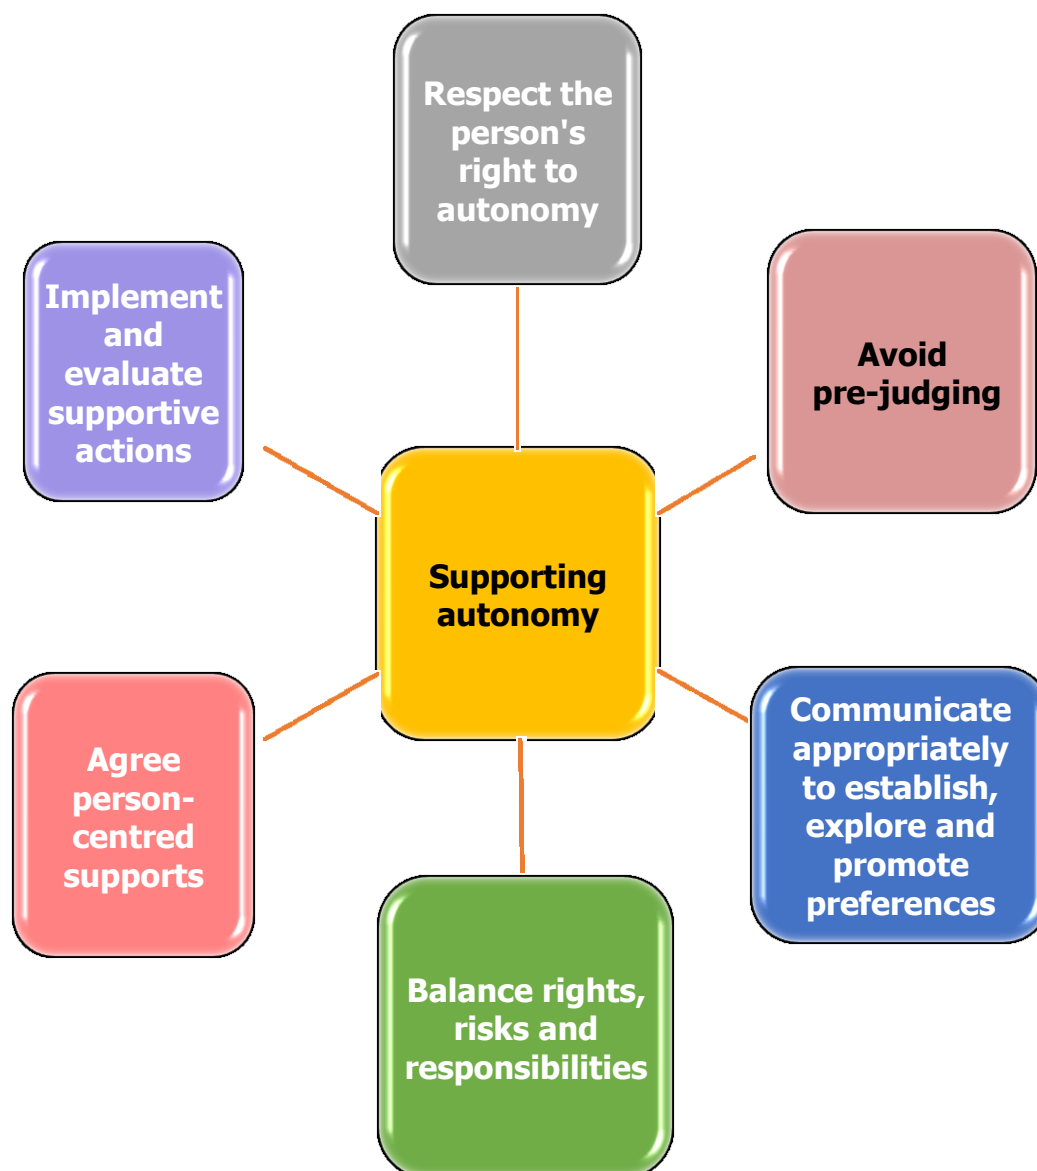 Respect the
person's
right to
autonomy
Avoid
pre-judging
Communicate
appropriately
to establish,
explore and
promote
preferences
Balance rights,
risks and
responsibilities
Agree
person-
centred
supports
Implement
and
evaluate
supportive
actions
Supporting
autonomy